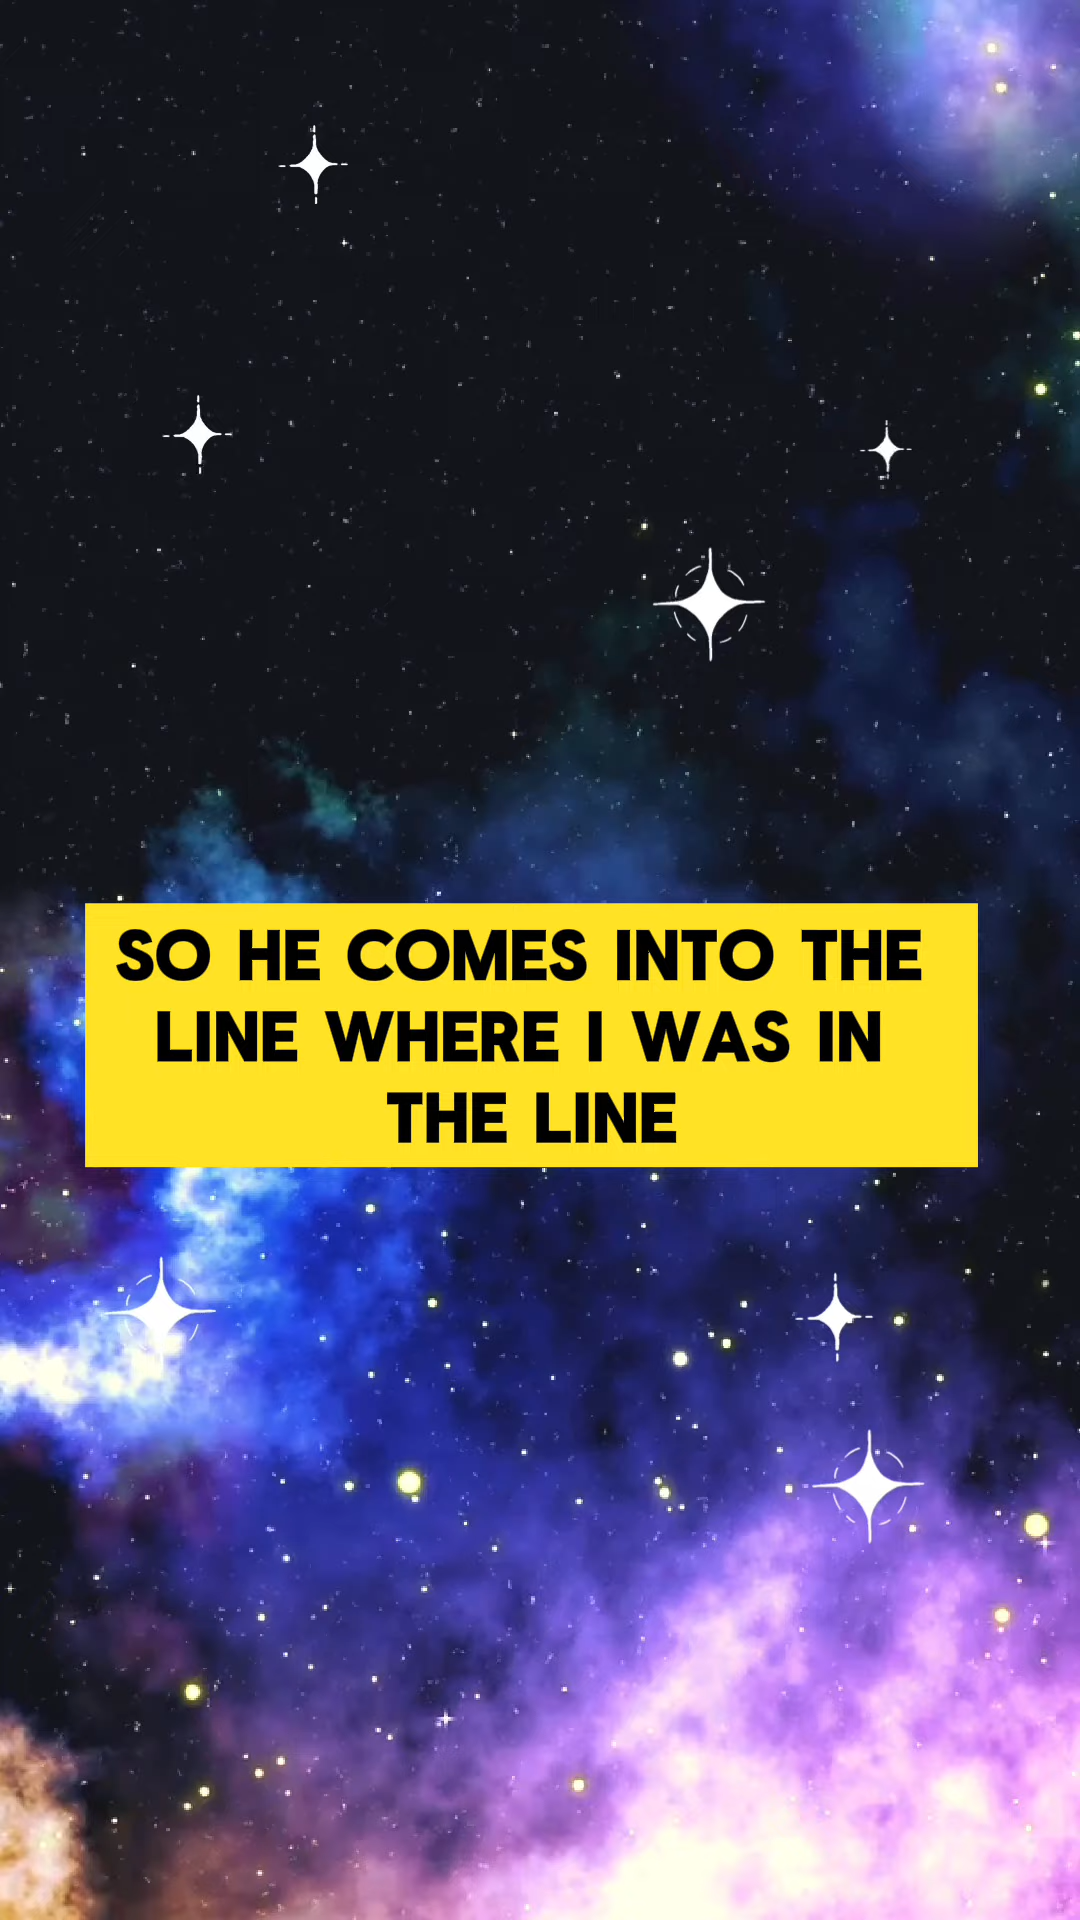 SO HE COMES INTO THE
LINE WHERE I WAS IN
THE LINE